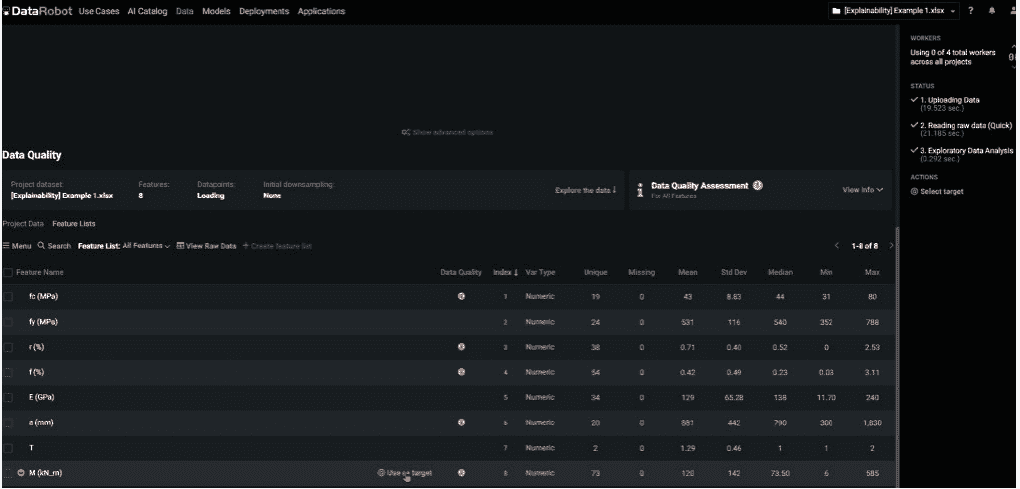 DataRobot Use Cases AI Catalog Data Models Deployments Applications [Explainability] Example 1.xlsx ?
WORKERS
Using 0 of 4 total workers
across all projects
STATUS
1. Uploading Data
(19.523 sec.)
2. Reading raw data (Quick)
(21.185 sec.)
3. Exploratory Data Analysis
(0.292 sec.)
ACTIONS
Select target
Show advanced options
Data Quality
Project dataset: Features: Datapoints: Initial downsampling:
[Explainability] Example 1.xlsx 8 Loading None
Explore the data
Data Quality Assessment
For All Features
View Info
Project Data Feature Lists
Menu Search Feature List: All Features View Raw Data + Create feature list 1-8 of 8
Feature Name Data Quality Index Var Type Unique Missing Mean Std Dev Median Min Max
fc (MPa) 1 Numeric 19 0 43 8.83 44 31 80
fy (MPa) 2 Numeric 24 0 531 116 540 352 788
r (%) 3 Numeric 38 0 0.71 0.40 0.52 0 2.53
f (%) 4 Numeric 54 0 0.42 0.49 0.23 0.03 3.11
E (GPa) 5 Numeric 34 0 129 65.28 138 11.70 240
Numeric 20 0 442 790
T 7 Numeric 2 0 1.29 0.46 1 1 2
M (kN_m) Use as target 8 Numeric 73 0 142 73.50 6 585